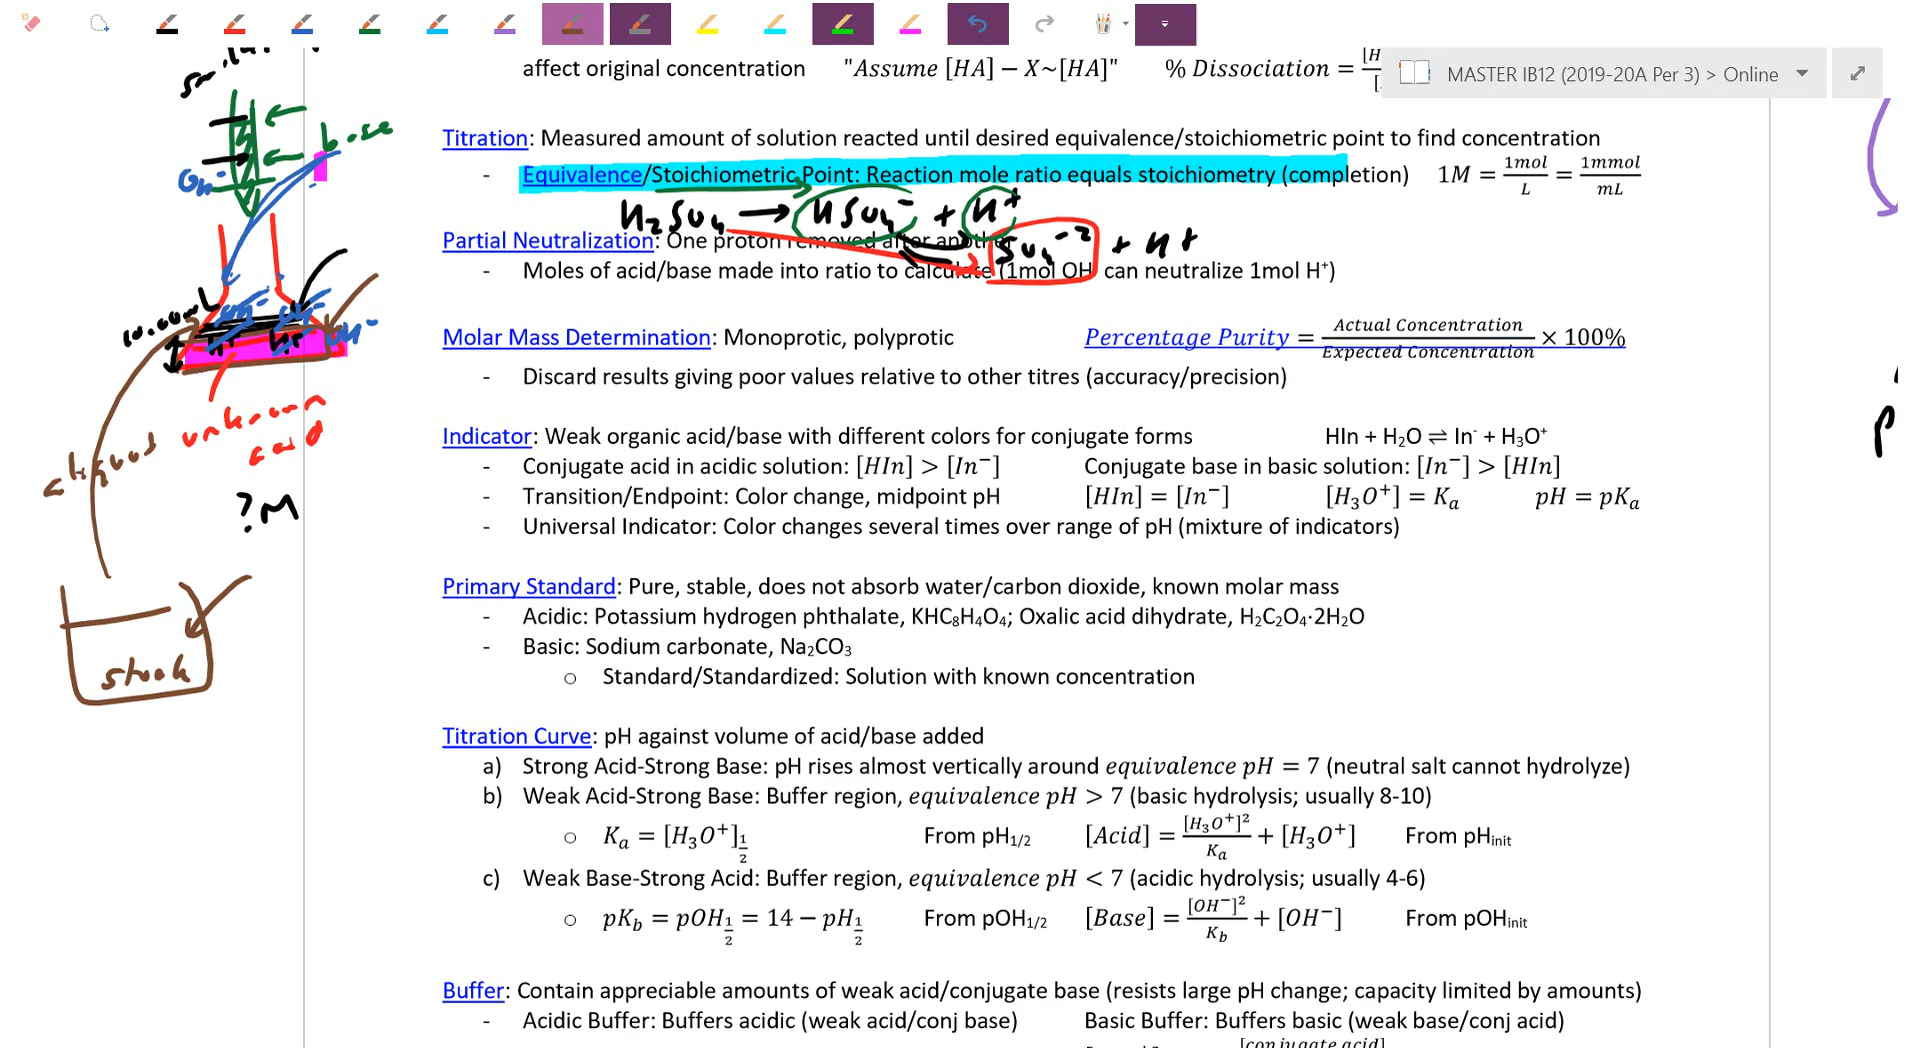 affect original concentration "Assume [HA] − X~[HA]" % Dissociation = [H
MASTER IB12 (2019-20A Per 3) > Online
Titration: Measured amount of solution reacted until desired equivalence/stoichiometric point to find concentration
- Equivalence/Stoichiometric Point: Reaction mole ratio equals stoichiometry (completion) 1M = 1mol/L = 1mmol/mL
H₂SO₄ → HSO₄⁻ + H⁺
Partial Neutralization: One proton removed after another
SO₄⁻² + H⁺
- Moles of acid/base made into ratio to calculate (1mol OH can neutralize 1mol H⁺)
Molar Mass Determination: Monoprotic, polyprotic Percentage Purity = Actual Concentration/Expected Concentration × 100%
- Discard results giving poor values relative to other titres (accuracy/precision)
Indicator: Weak organic acid/base with different colors for conjugate forms HIn + H₂O ⇌ In⁻ + H₃O⁺
- Conjugate acid in acidic solution: [HIn] > [In⁻] Conjugate base in basic solution: [In⁻] > [HIn]
- Transition/Endpoint: Color change, midpoint pH [HIn] = [In⁻] [H₃O⁺] = Kₐ pH = pKₐ
- Universal Indicator: Color changes several times over range of pH (mixture of indicators)
Primary Standard: Pure, stable, does not absorb water/carbon dioxide, known molar mass
- Acidic: Potassium hydrogen phthalate, KHC₈H₄O₄; Oxalic acid dihydrate, H₂C₂O₄·2H₂O
- Basic: Sodium carbonate, Na₂CO₃
o Standard/Standardized: Solution with known concentration
Titration Curve: pH against volume of acid/base added
a) Strong Acid-Strong Base: pH rises almost vertically around equivalence pH = 7 (neutral salt cannot hydrolyze)
b) Weak Acid-Strong Base: Buffer region, equivalence pH > 7 (basic hydrolysis; usually 8-10)
o Kₐ = [H₃O⁺]1/2 From pH1/2 [Acid] = [H₃O⁺]²/Kₐ + [H₃O⁺] From pHinit
c) Weak Base-Strong Acid: Buffer region, equivalence pH < 7 (acidic hydrolysis; usually 4-6)
o pKb = pOH1/2 = 14 − pH1/2 From pOH1/2 [Base] = [OH⁻]²/Kb + [OH⁻] From pOHinit
Buffer: Contain appreciable amounts of weak acid/conjugate base (resists large pH change; capacity limited by amounts)
- Acidic Buffer: Buffers acidic (weak acid/conj base) Basic Buffer: Buffers basic (weak base/conj acid)
[conjugate acid]
base
OH⁻
10.00mL
H⁺ H⁺ OH⁻
unknown
acid
aliquot
?M
stock
P